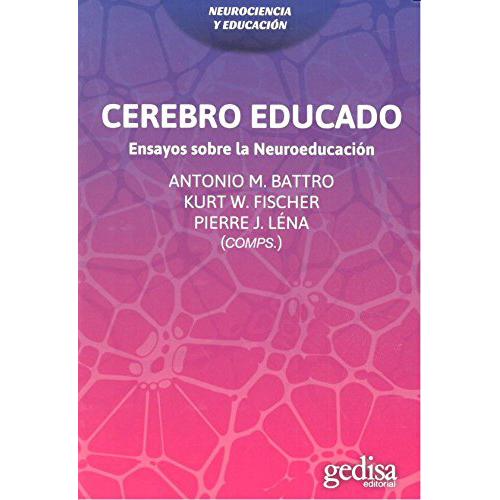 NEUROCIENCIA
Y EDUCACIÓN
CEREBRO EDUCADO
Ensayos sobre la Neuroeducación
ANTONIO M. BATTRO
KURT W. FISCHER
PIERRE J. LÉNA
(COMPS.)
gedisa
editorial